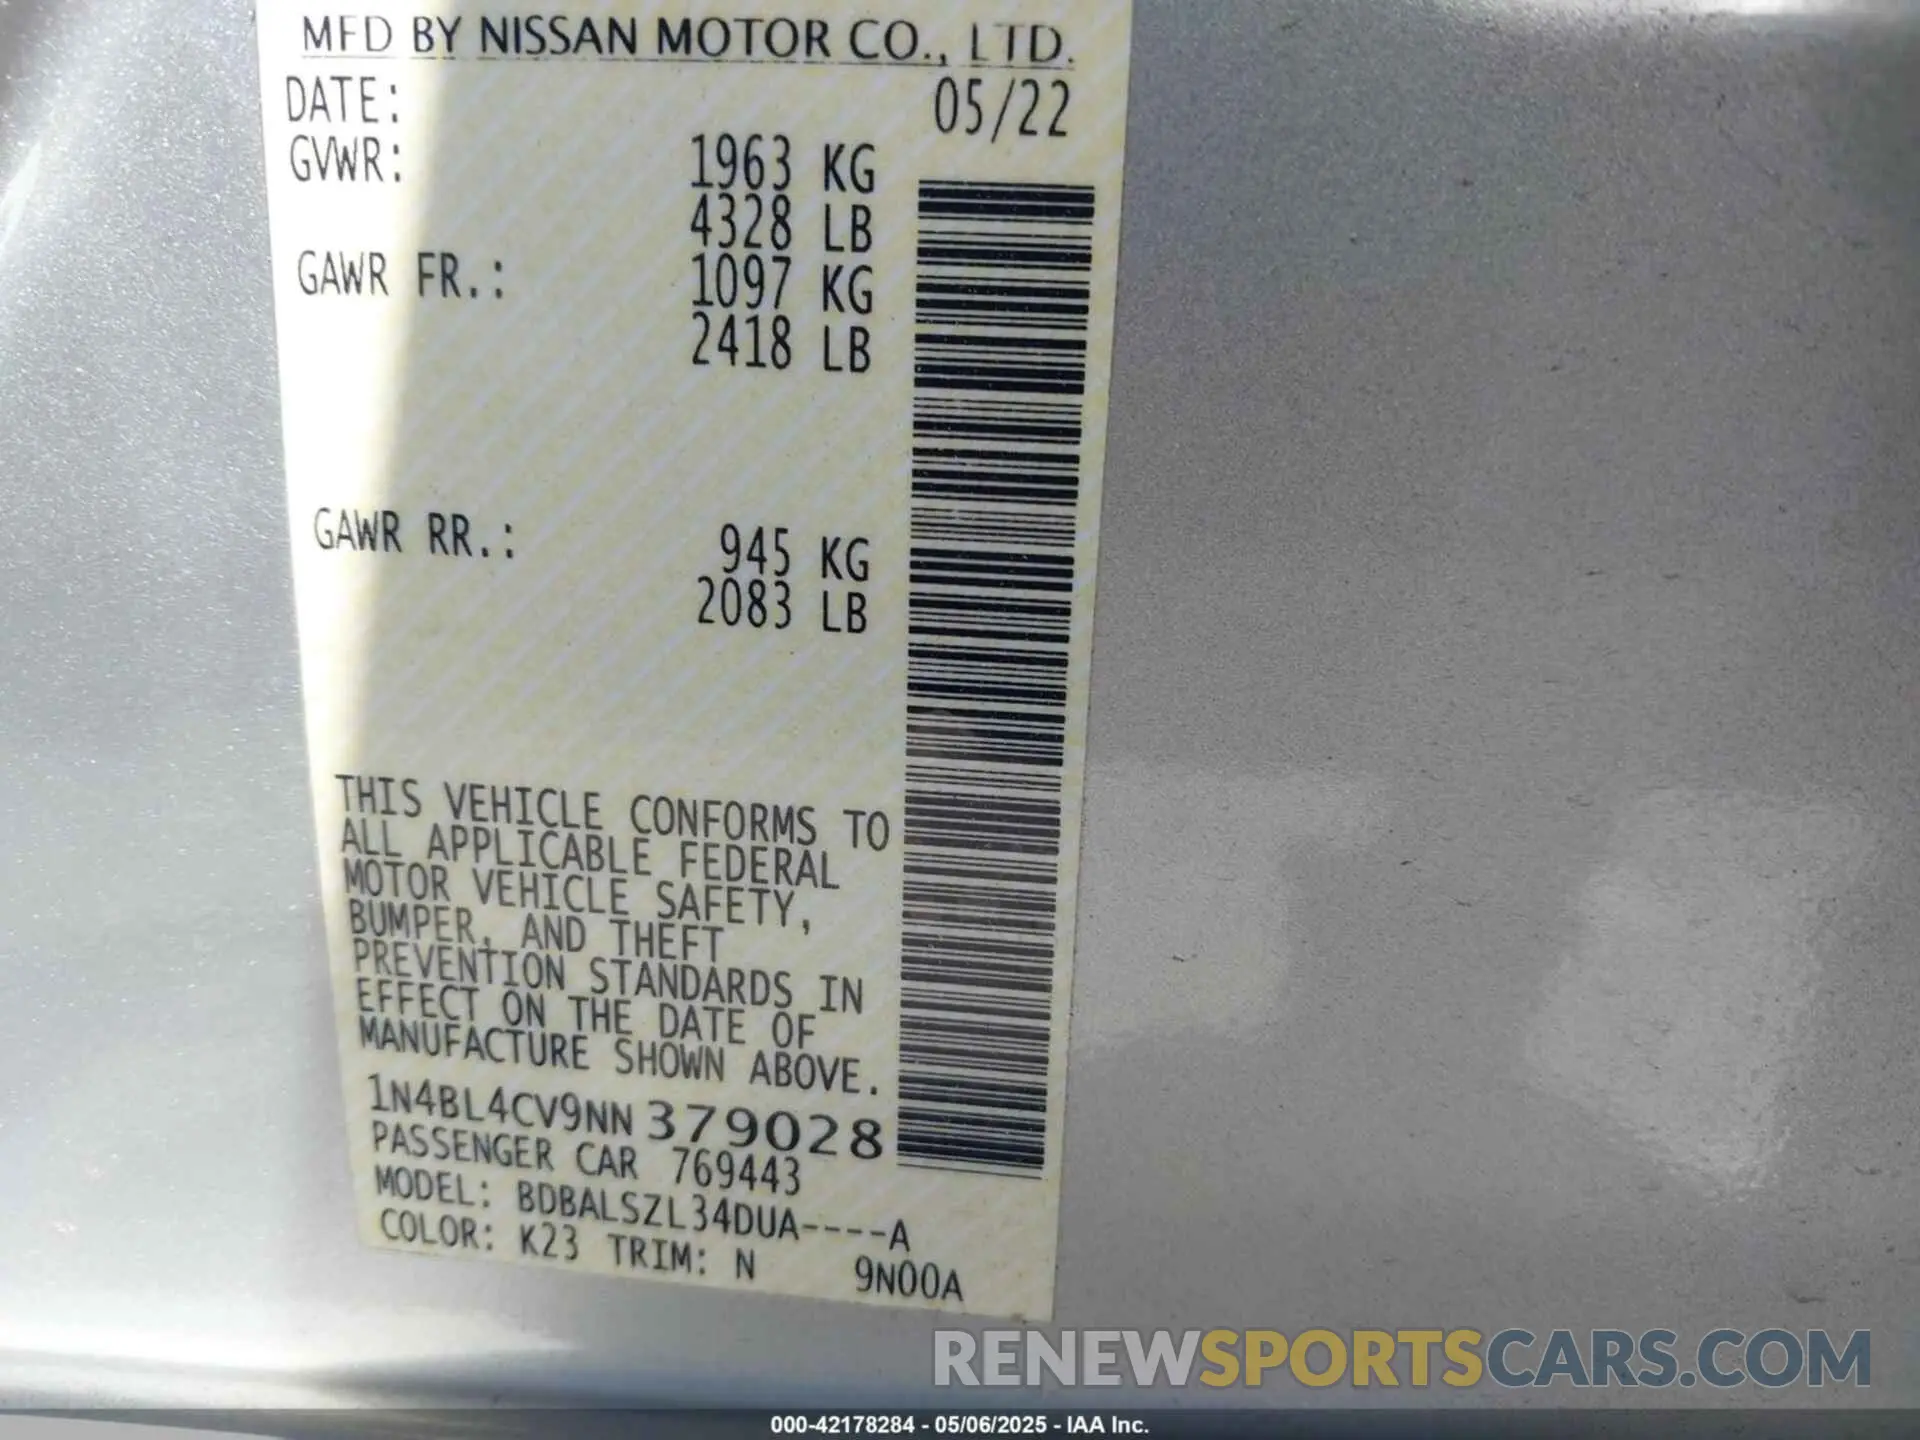 MFD BY NISSAN MOTOR CO., LTD.
DATE: 05/22
GVWR: 1963 KG
4328 LB
GAWR FR.: 1097 KG
2418 LB
GAWR RR.: 945 KG
2083 LB
THIS VEHICLE CONFORMS TO
ALL APPLICABLE FEDERAL
MOTOR VEHICLE SAFETY,
BUMPER, AND THEFT
PREVENTION STANDARDS IN
EFFECT ON THE DATE OF
MANUFACTURE SHOWN ABOVE.
1N4BL4CV9NN379028
PASSENGER CAR 769443
MODEL: BDBALSZL34DUA----A
COLOR: K23 TRIM: N 9N00A
RENEWSPORTSCARS.COM
000-42178284 - 05/06/2025 - IAA Inc.